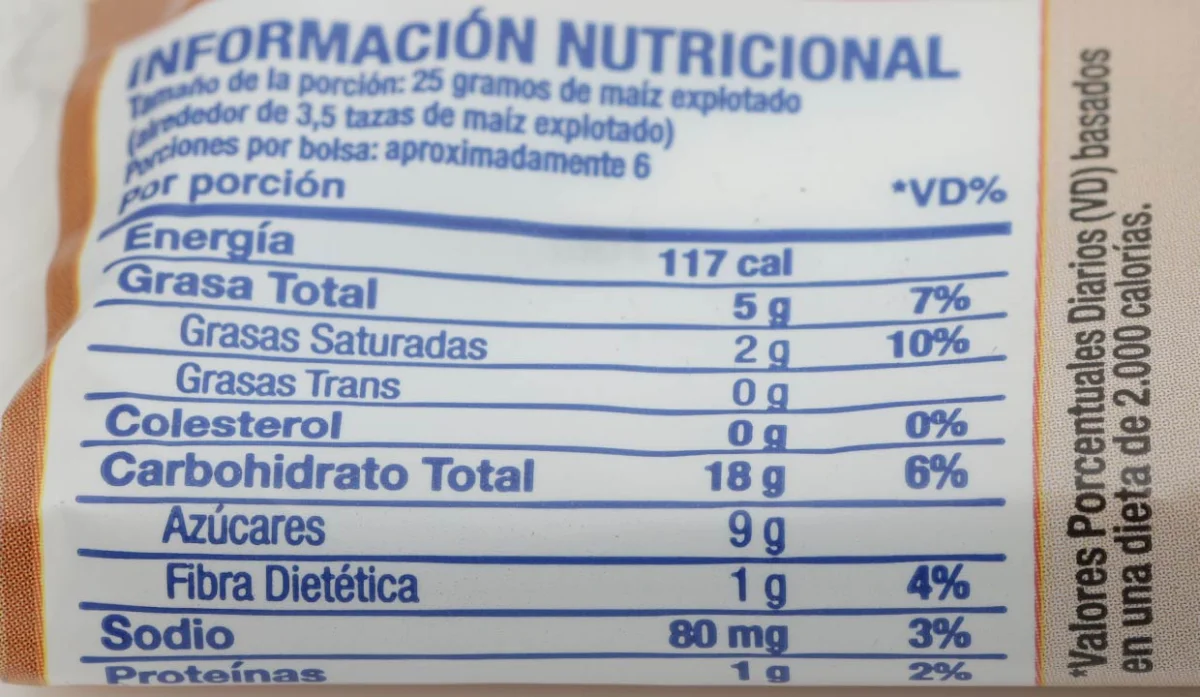 INFORMACIÓN NUTRICIONAL
Tamaño de la porción: 25 gramos de maíz explotado
(alrededor de 3,5 tazas de maíz explotado)
Porciones por bolsa: aproximadamente 6
Por porción *VD%
Energía 117 cal
Grasa Total 5 g 7%
Grasas Saturadas 2 g 10%
Grasas Trans 0 g
Colesterol 0 g 0%
Carbohidrato Total 18 g 6%
Azúcares 9 g
Fibra Dietética 1 g 4%
Sodio 80 mg 3%
Proteínas 1 g 2%
*Valores Porcentuales Diarios (VD) basados
en una dieta de 2.000 calorías.